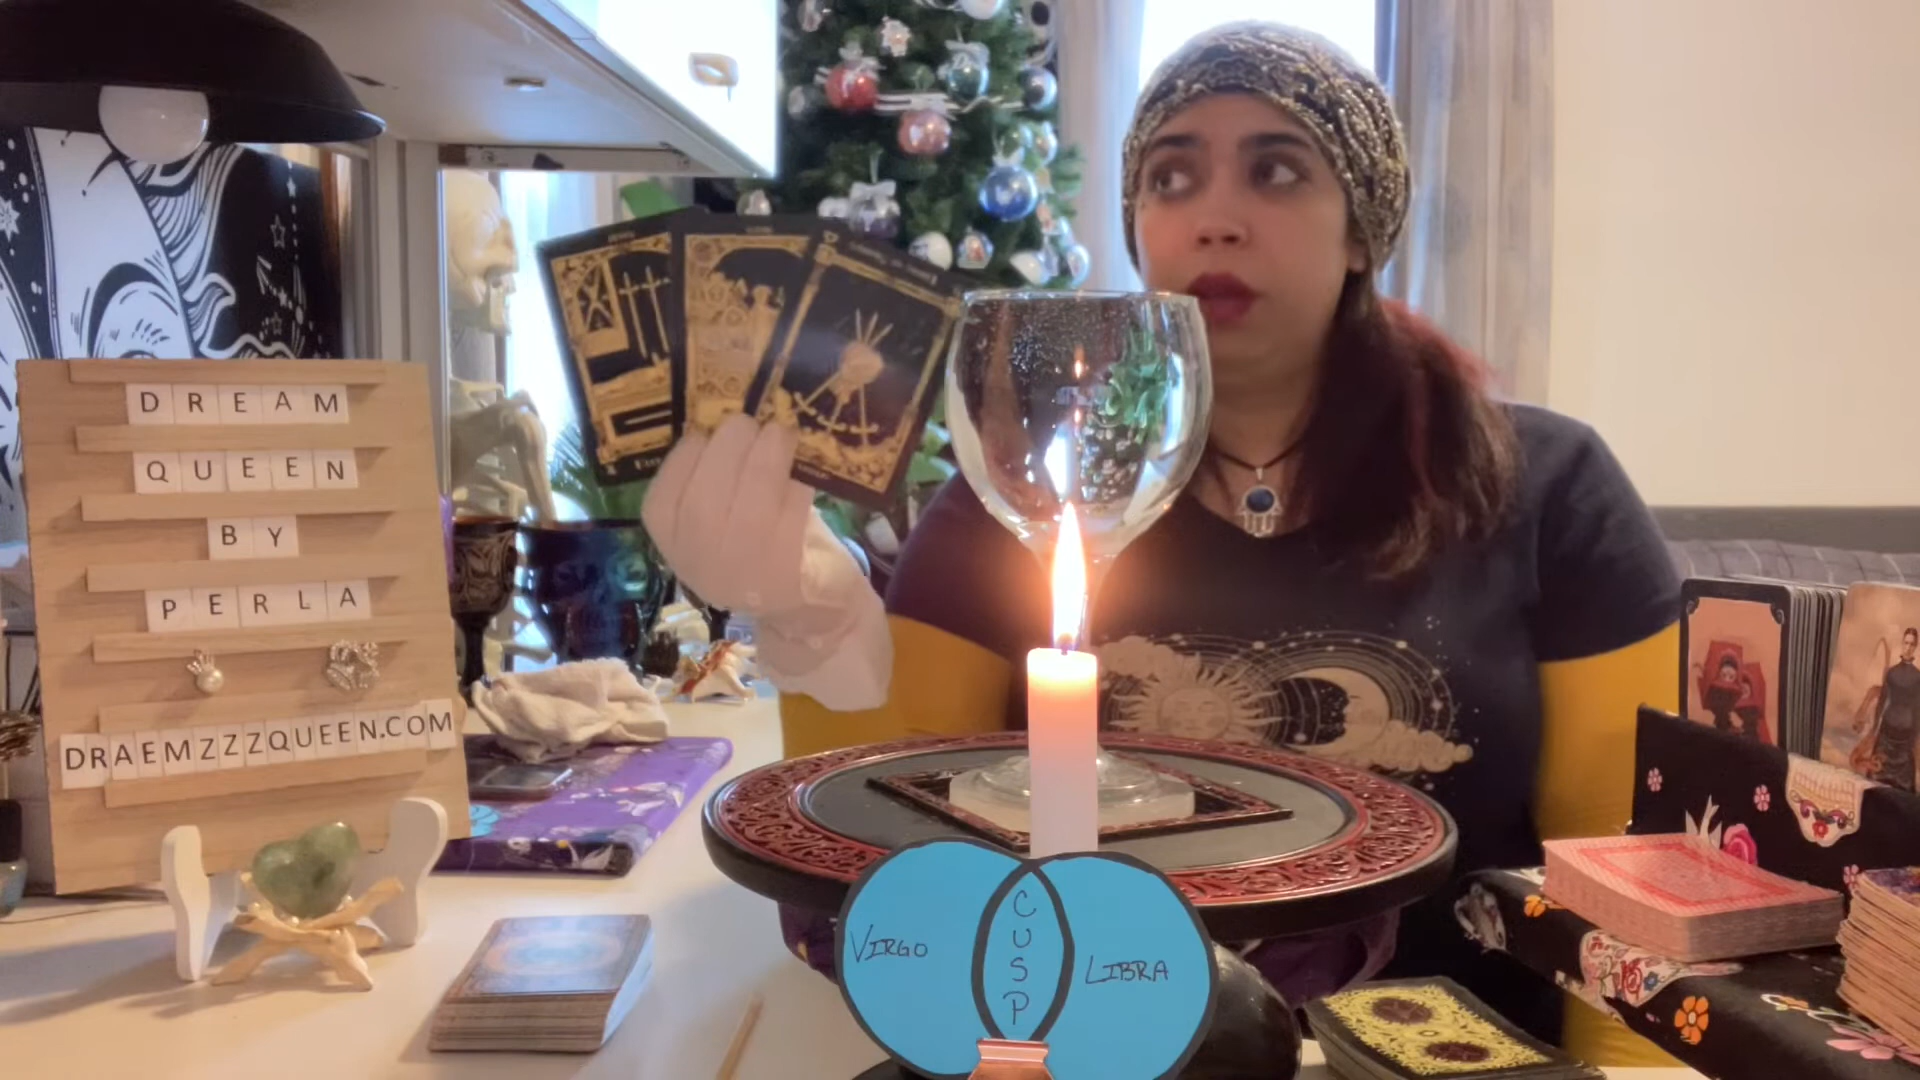 DREAM
QUEEN
BY
PERLA
DRAEMZZZQUEEN.COM
VIRGO
CUSP
LIBRA